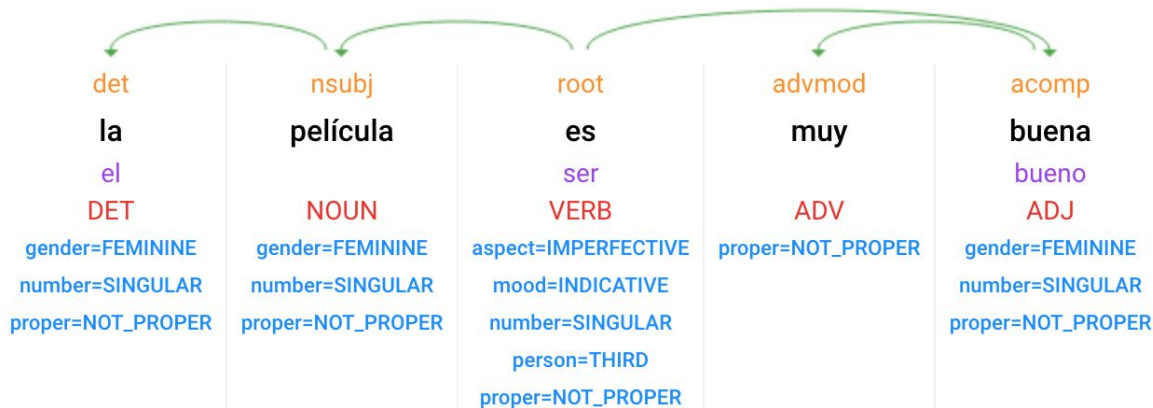 det nsubj root advmod acomp
la película es muy buena
el ser bueno
DET NOUN VERB ADV ADJ
gender=FEMININE gender=FEMININE aspect=IMPERFECTIVE proper=NOT_PROPER gender=FEMININE
number=SINGULAR number=SINGULAR mood=INDICATIVE number=SINGULAR
proper=NOT_PROPER proper=NOT_PROPER number=SINGULAR proper=NOT_PROPER
person=THIRD
proper=NOT_PROPER